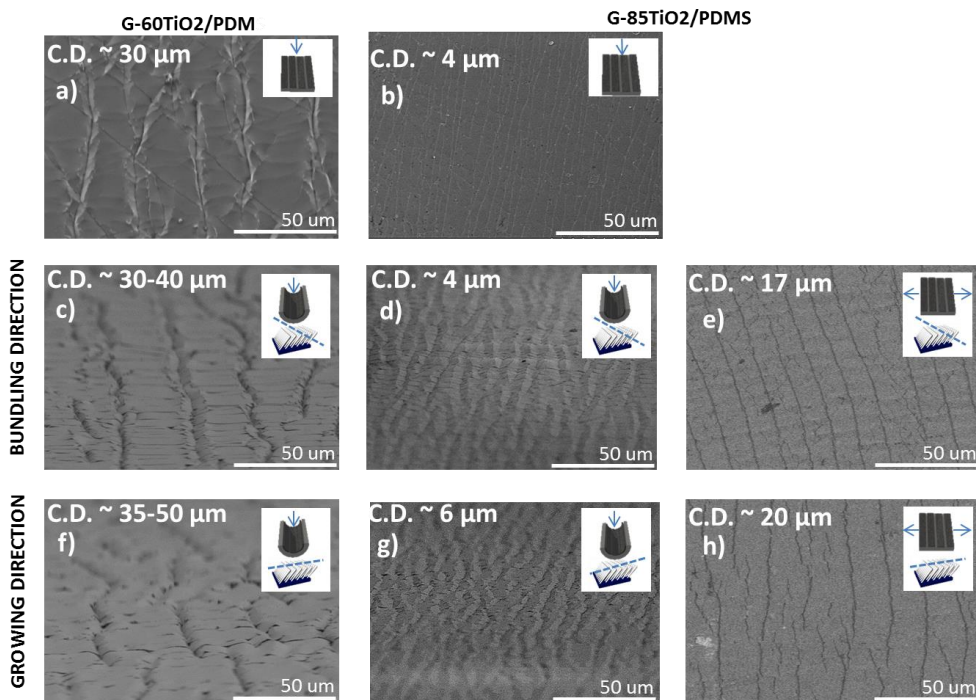 G-60TiO2/PDM
G-85TiO2/PDMS
C.D. ~ 30 µm
a)
50 um
C.D. ~ 4 µm
b)
50 um
BUNDLING DIRECTION
C.D. ~ 30-40 µm
c)
50 um
C.D. ~ 4 µm
d)
50 um
C.D. ~ 17 µm
e)
50 um
GROWING DIRECTION
C.D. ~ 35-50 µm
f)
50 um
C.D. ~ 6 µm
g)
50 um
C.D. ~ 20 µm
h)
50 um